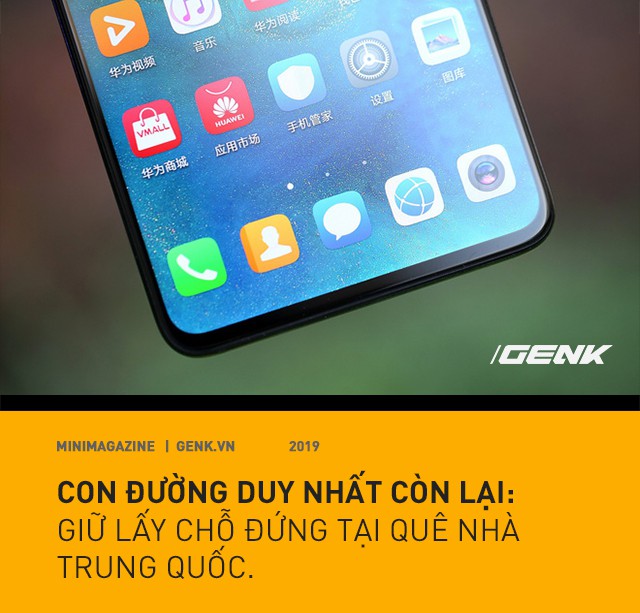 华为视频
音乐
华为阅读
VMALL
华为商城
HUAWEI
应用市场
手机管家
设置
图库
/GENK
MINIMAGAZINE | GENK.VN 2019
CON ĐƯỜNG DUY NHẤT CÒN LẠI:
GIỮ LẤY CHỖ ĐỨNG TẠI QUÊ NHÀ
TRUNG QUỐC.